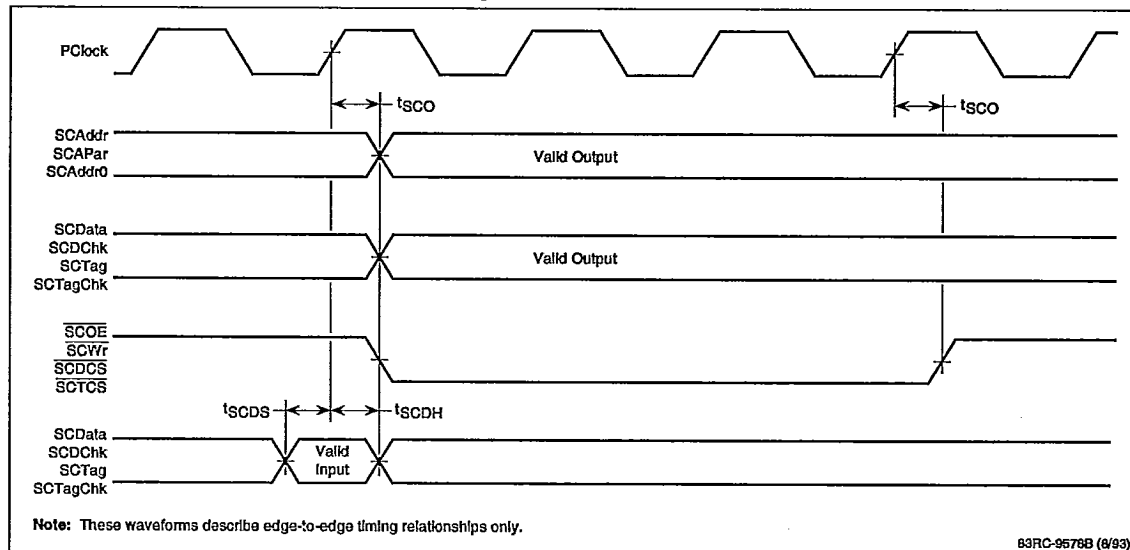 PClock
tSCO
tSCO
SCAddr
SCAPar
SCAddr0
Valid Output
SCData
SCDChk
SCTag
SCTagChk
Valid Output
SCOE
SCWr
SCDCS
SCTCS
tSCDS
tSCDH
SCData
SCDChk
SCTag
SCTagChk
Valid
Input
Note: These waveforms describe edge-to-edge timing relationships only.
83RC-9578B (8/93)